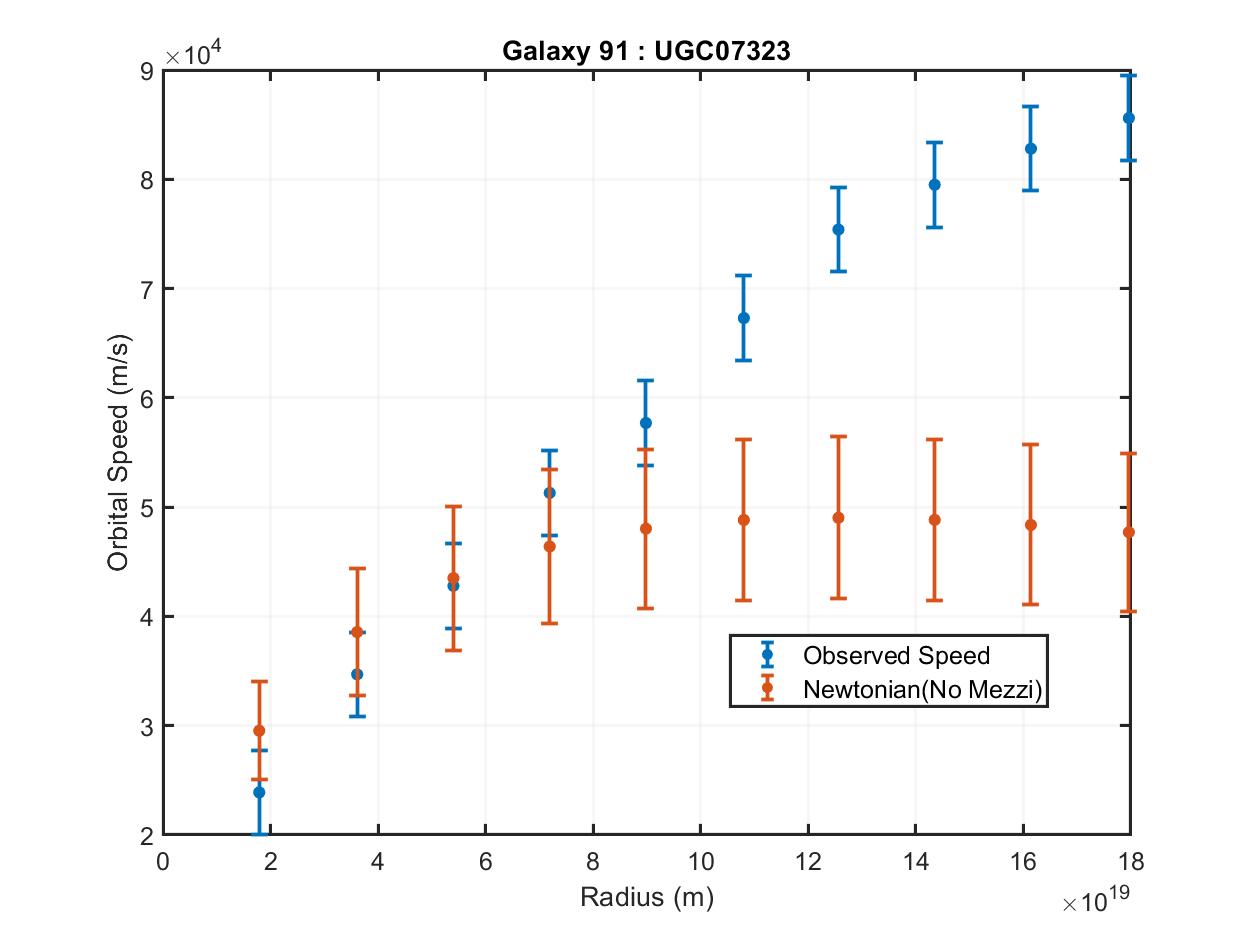 Galaxy 91 : UGC07323
×10^4
9
8
7
6
5
4
3
2
Orbital Speed (m/s)
Observed Speed
Newtonian(No Mezzi)
0 2 4 6 8 10 12 14 16 18
Radius (m)
×10^19